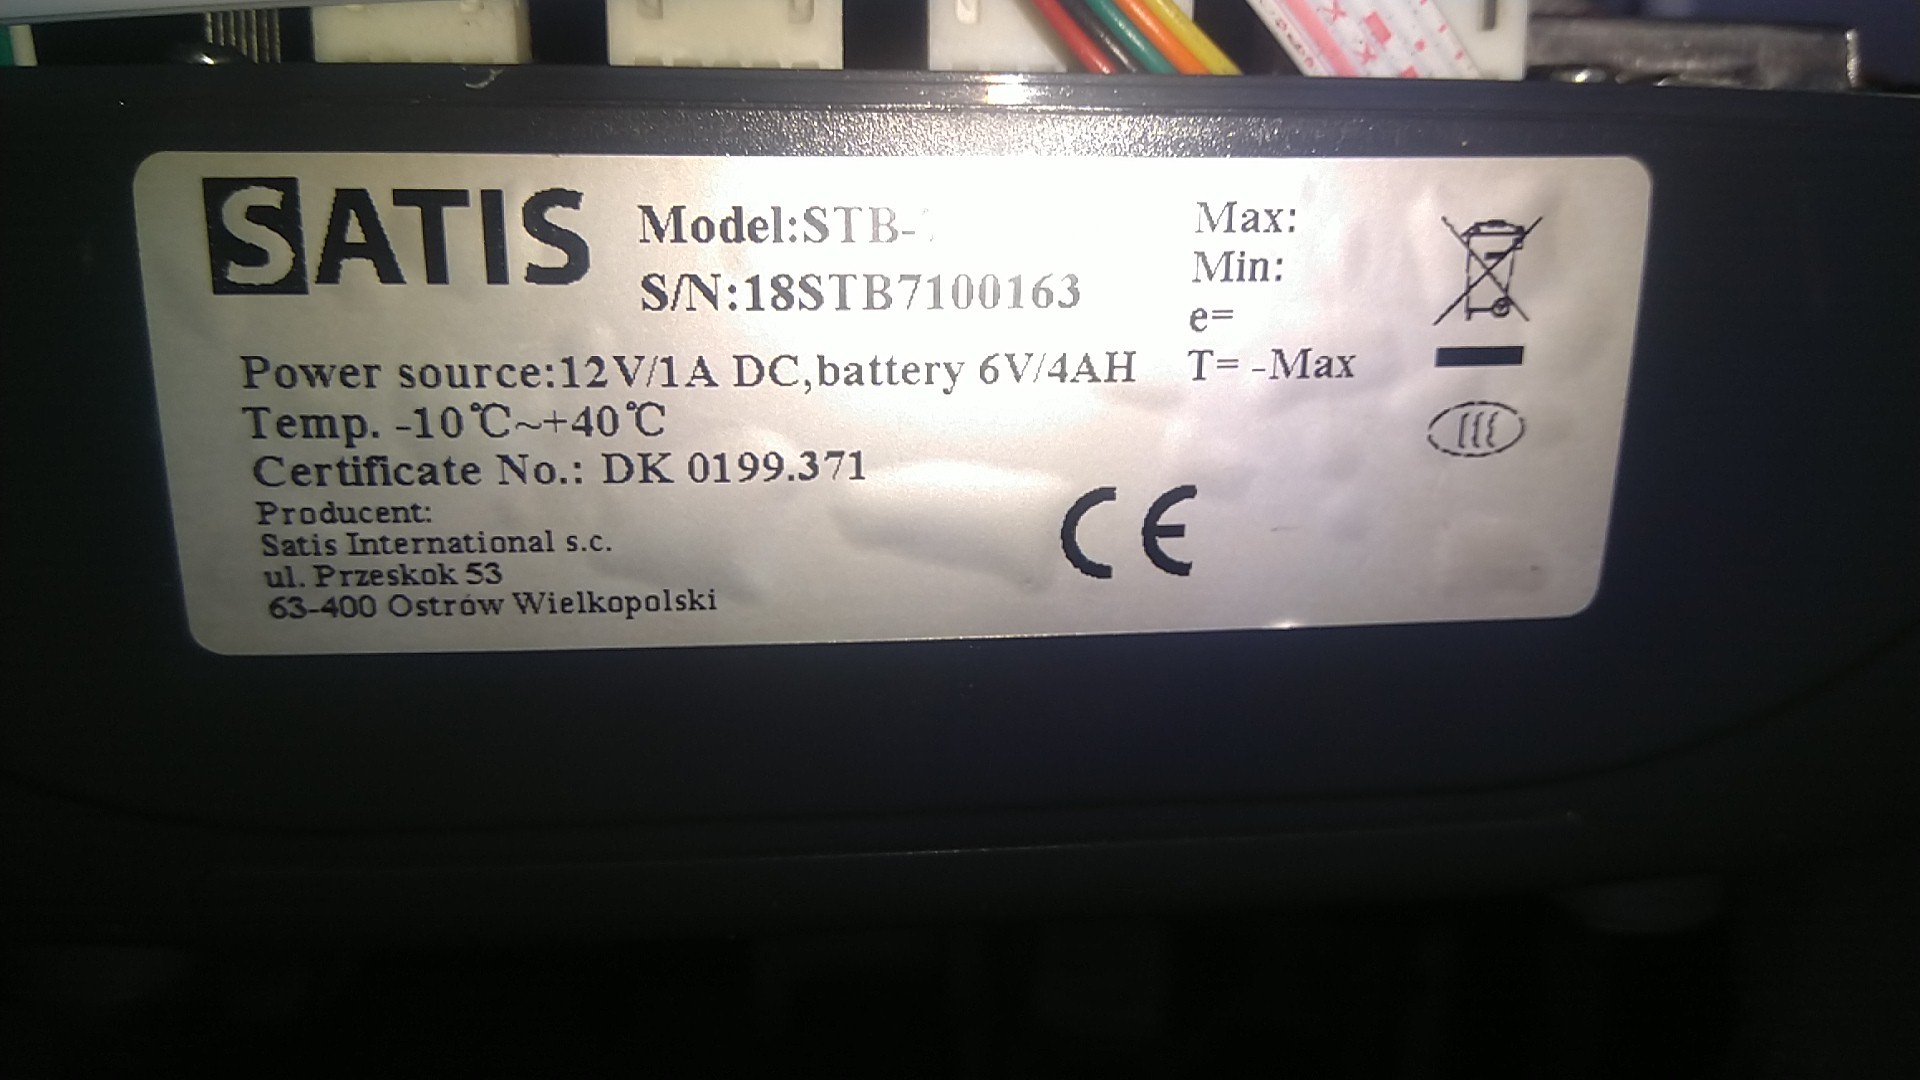 SATIS
Model:STB-
S/N:18STB7100163
Max:
Min:
e=
T= -Max
Power source:12V/1A DC,battery 6V/4AH
Temp. -10℃~+40℃
Certificate No.: DK 0199.371
Producent:
Satis International s.c.
ul. Przeskok 53
63-400 Ostrów Wielkopolski
CE
III